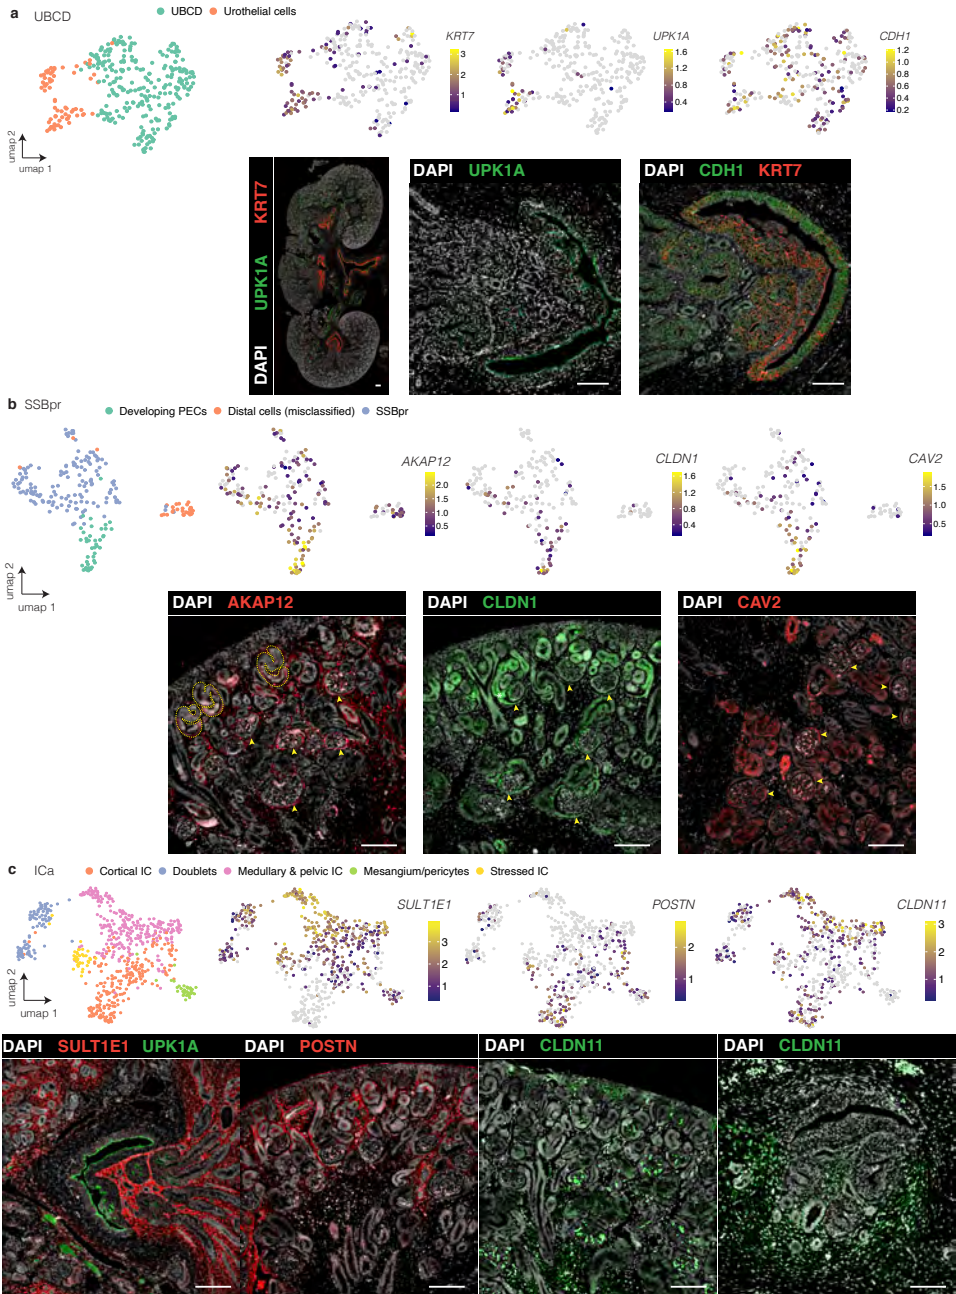 a UBCD
UBCD Urothelial cells
KRT7
3
2
1
UPK1A
1.6
1.2
0.8
0.4
CDH1
1.2
1.0
0.8
0.6
0.4
0.2
umap 2
umap 1
DAPI UPK1A KRT7
DAPI UPK1A
DAPI CDH1 KRT7
b SSBpr
Developing PECs Distal cells (misclassified) SSBpr
AKAP12
2.0
1.5
1.0
0.5
CLDN1
1.6
1.2
0.8
0.4
CAV2
1.5
1.0
0.5
umap 2
umap 1
DAPI AKAP12
DAPI CLDN1
DAPI CAV2
c ICa
Cortical IC Doublets Medullary & pelvic IC Mesangium/pericytes Stressed IC
SULT1E1
3
2
1
POSTN
2
1
CLDN11
3
2
1
umap 2
umap 1
DAPI SULT1E1 UPK1A
DAPI POSTN
DAPI CLDN11
DAPI CLDN11